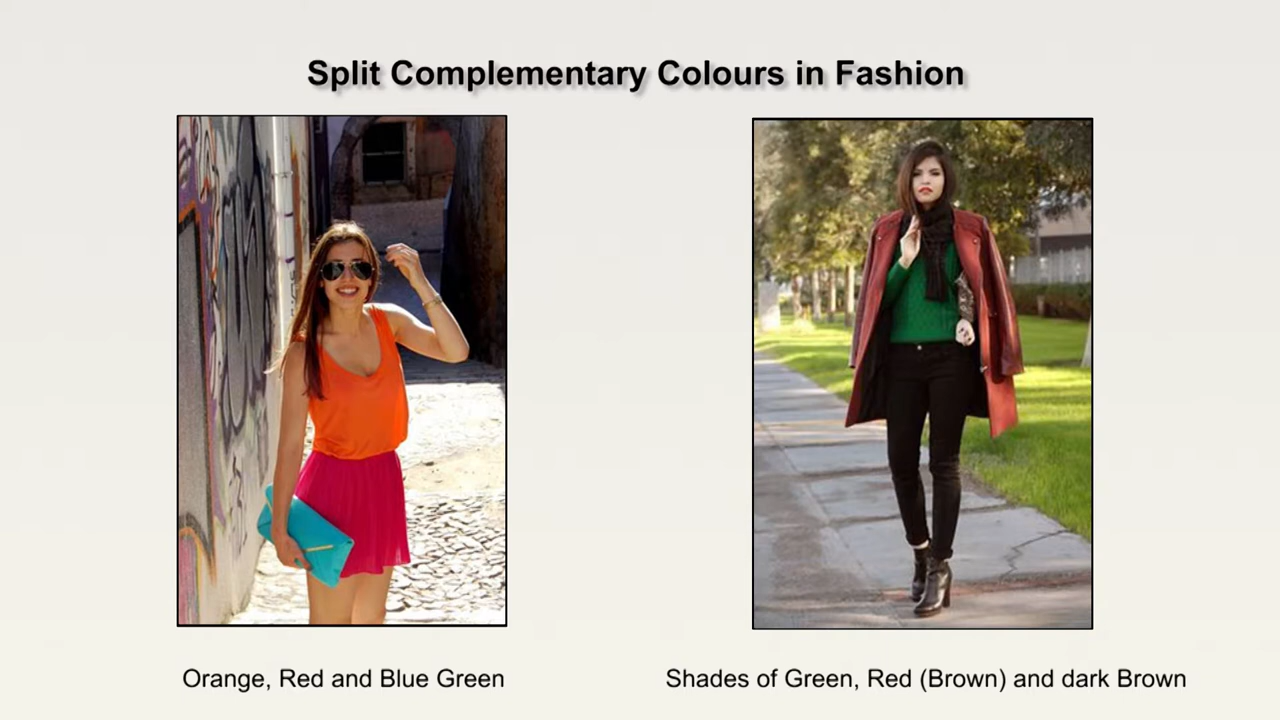 Split Complementary Colours in Fashion
Orange, Red and Blue Green
Shades of Green, Red (Brown) and dark Brown